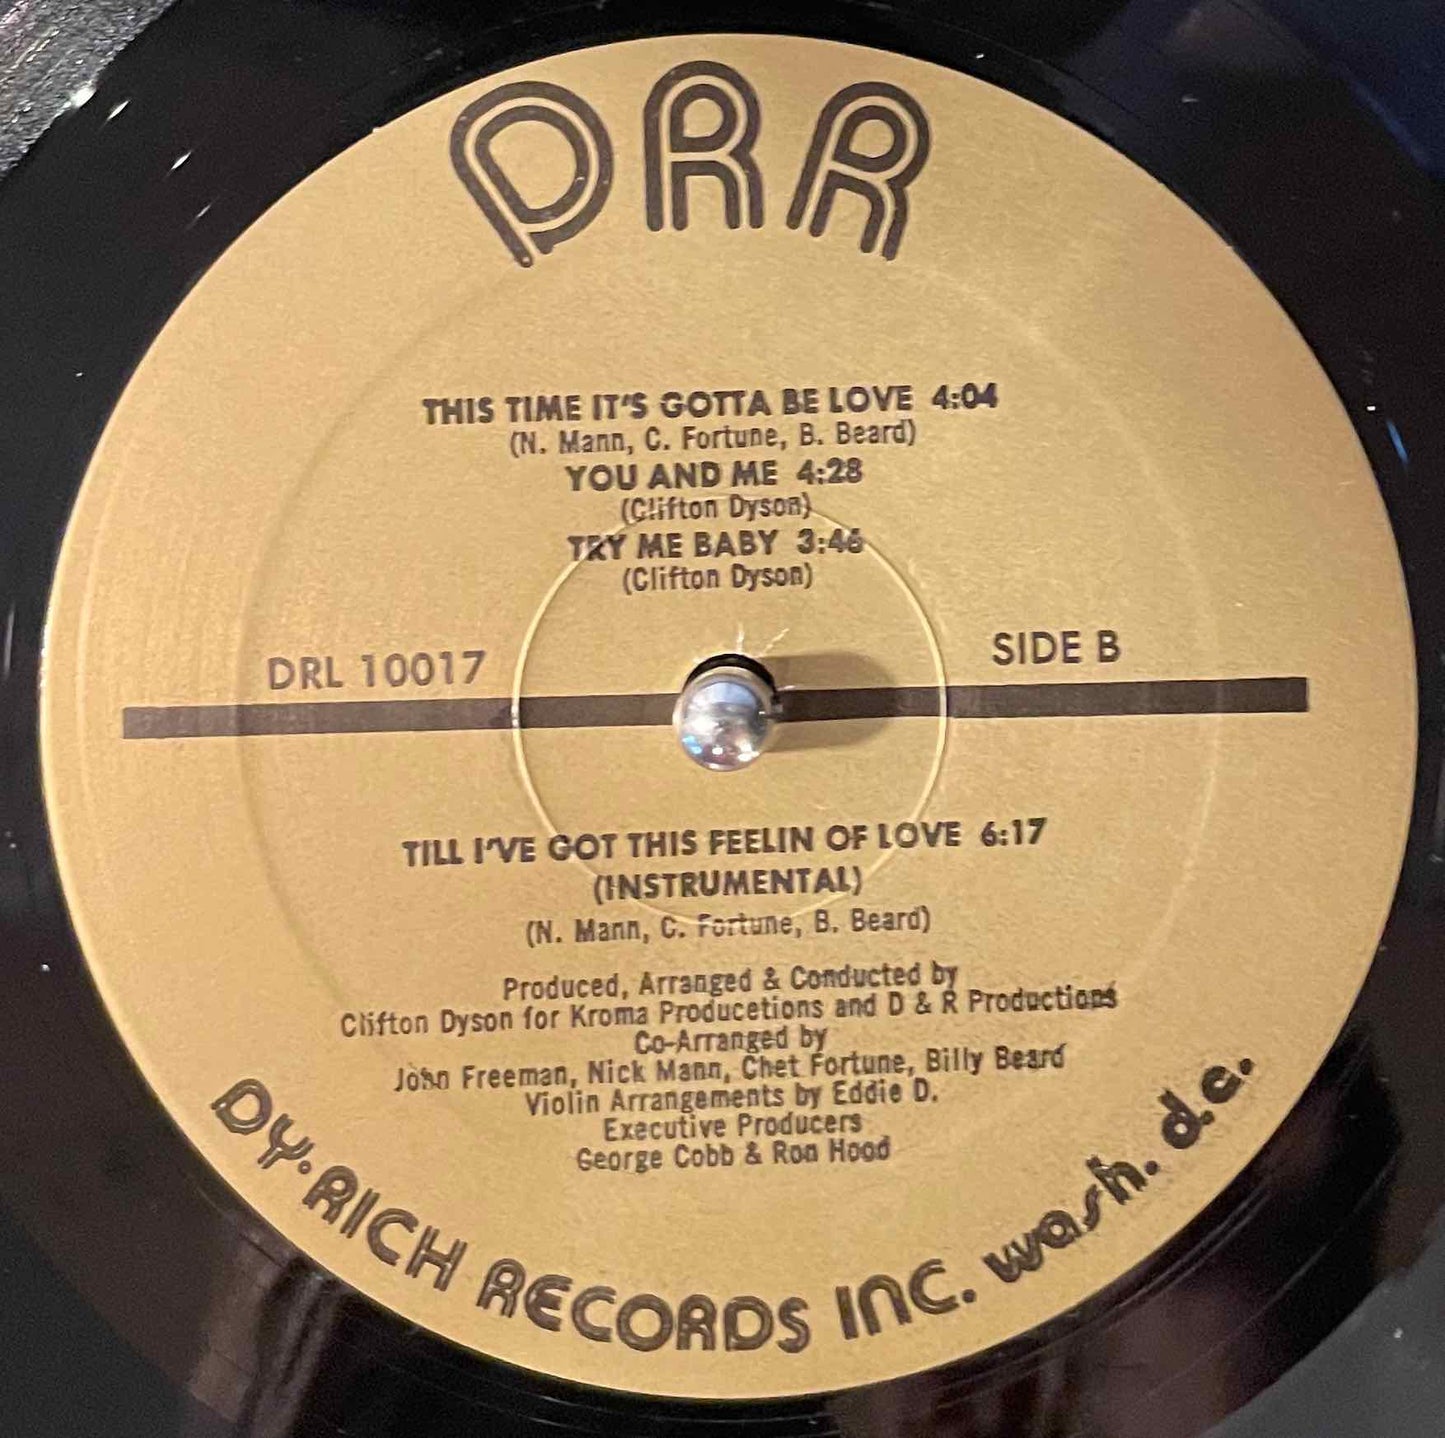 DRR
THIS TIME IT'S GOTTA BE LOVE 4:04
(N. Mann, C. Fortune, B. Beard)
YOU AND ME 4:28
(Clifton Dyson)
TRY ME BABY 3:46
(Clifton Dyson)
DRL 10017
SIDE B
TILL I'VE GOT THIS FEELIN OF LOVE 6:17
(INSTRUMENTAL)
(N. Mann, C. Fortune, B. Beard)
Produced, Arranged & Conducted by
Clifton Dyson for Kroma Producetions and D & R Productions
Co-Arranged by
John Freeman, Nick Mann, Chet Fortune, Billy Beard
Violin Arrangements by Eddie D.
Executive Producers
George Cobb & Ron Hood
DY·RICH RECORDS INC. wash. d.c.